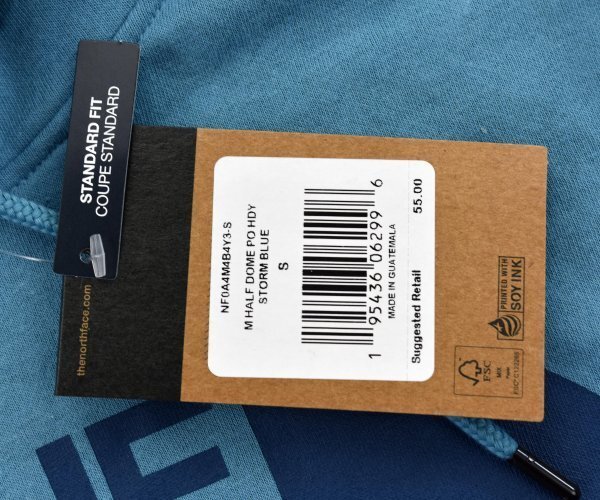 STANDARD FIT
COUPE STANDARD
thenorthface.com
NF0A4M4B4Y3-S
M HALF DOME PO HDY
STORM BLUE
S
1 95436 06299 6
MADE IN GUATEMALA
Suggested Retail 55.00
PRINTED WITH
SOY INK
FSC
MIX